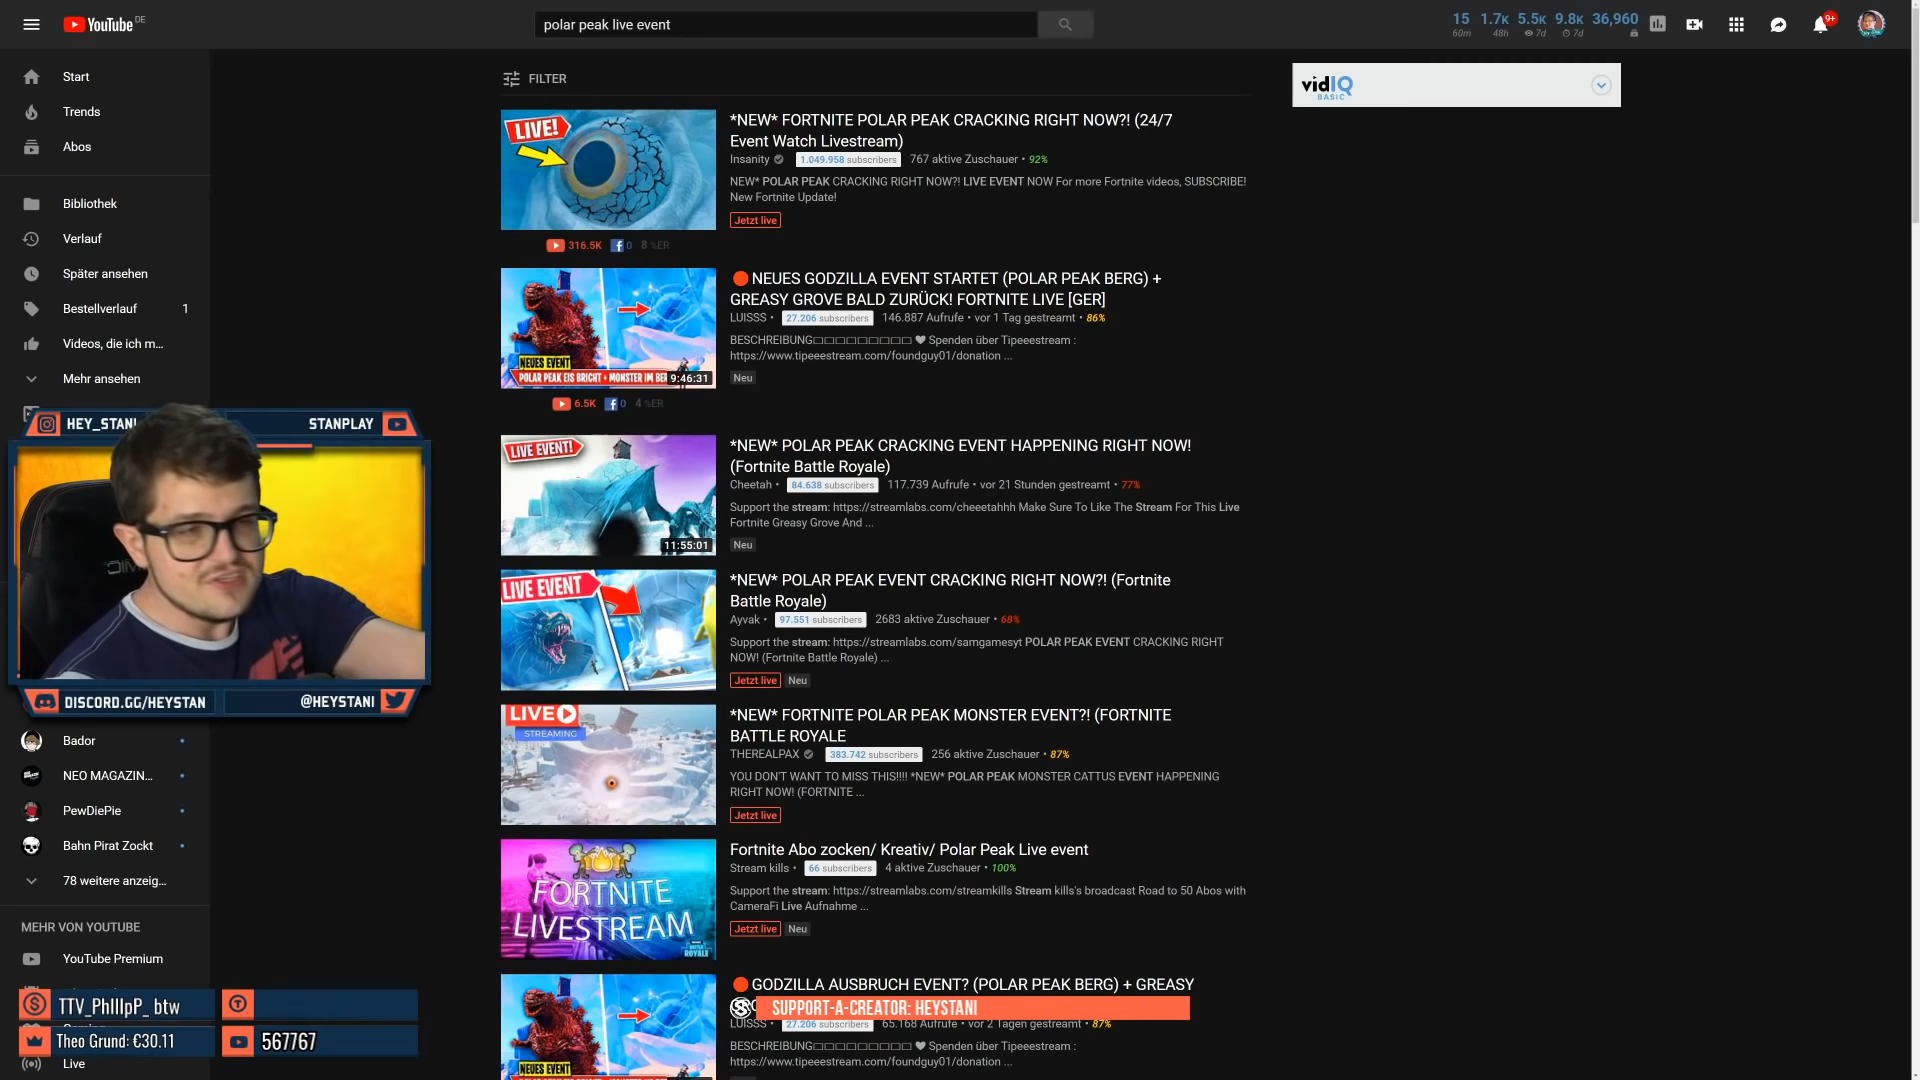 YouTube DE
polar peak live event
15 1.7K 5.5K 9.8K 36,960
60m 48h 7d 7d
9+
Start
Trends
Abos
Bibliothek
Verlauf
Später ansehen
Bestellverlauf 1
Videos, die ich m...
Mehr ansehen
HEY_STANI
STANPLAY
DISCORD.GG/HEYSTAN
@HEYSTANI
Bador
NEO MAGAZIN...
PewDiePie
Bahn Pirat Zockt
78 weitere anzeig...
MEHR VON YOUTUBE
YouTube Premium
TTV_PhIIIpP_ btw
Theo Grund: €30.11
567767
Live
FILTER
LIVE!
*NEW* FORTNITE POLAR PEAK CRACKING RIGHT NOW?! (24/7
Event Watch Livestream)
Insanity 1.049.958 subscribers 767 aktive Zuschauer • 92%
NEW* POLAR PEAK CRACKING RIGHT NOW?! LIVE EVENT NOW For more Fortnite videos, SUBSCRIBE!
New Fortnite Update!
Jetzt live
316.5K 0 8 %ER
NEUES EVENT
POLAR PEAK EIS BRICHT + MONSTER IM BER
9:46:31
NEUES GODZILLA EVENT STARTET (POLAR PEAK BERG) +
GREASY GROVE BALD ZURÜCK! FORTNITE LIVE [GER]
LUISSS • 27.206 subscribers 146.887 Aufrufe • vor 1 Tag gestreamt • 86%
BESCHREIBUNG▭▭▭▭▭▭▭▭▭ ♥ Spenden über Tipeeestream :
https://www.tipeeestream.com/foundguy01/donation ...
Neu
6.5K 0 4 %ER
LIVE EVENT!
11:55:01
*NEW* POLAR PEAK CRACKING EVENT HAPPENING RIGHT NOW!
(Fortnite Battle Royale)
Cheetah • 84.638 subscribers 117.739 Aufrufe • vor 21 Stunden gestreamt • 77%
Support the stream: https://streamlabs.com/cheeetahhh Make Sure To Like The Stream For This Live
Fortnite Greasy Grove And ...
Neu
LIVE EVENT
*NEW* POLAR PEAK EVENT CRACKING RIGHT NOW?! (Fortnite
Battle Royale)
Ayvak • 97.551 subscribers 2683 aktive Zuschauer • 68%
Support the stream: https://streamlabs.com/samgamesyt POLAR PEAK EVENT CRACKING RIGHT
NOW! (Fortnite Battle Royale) ...
Jetzt live Neu
LIVE
STREAMING
*NEW* FORTNITE POLAR PEAK MONSTER EVENT?! (FORTNITE
BATTLE ROYALE
THEREALPAX 383.742 subscribers 256 aktive Zuschauer • 87%
YOU DON'T WANT TO MISS THIS!!!! *NEW* POLAR PEAK MONSTER CATTUS EVENT HAPPENING
RIGHT NOW! (FORTNITE ...
Jetzt live
FORTNITE
LIVESTREAM
BATTLE
ROYALE
Fortnite Abo zocken/ Kreativ/ Polar Peak Live event
Stream kills • 66 subscribers 4 aktive Zuschauer • 100%
Support the stream: https://streamlabs.com/streamkills Stream kills's broadcast Road to 50 Abos with
CameraFi Live Aufnahme ...
Jetzt live Neu
NEUES EVENT
GODZILLA AUSBRUCH EVENT? (POLAR PEAK BERG) + GREASY
SUPPORT-A-CREATOR: HEYSTANI
LUISSS • 27.206 subscribers 65.168 Aufrufe • vor 2 Tagen gestreamt • 87%
BESCHREIBUNG▭▭▭▭▭▭▭▭▭ ♥ Spenden über Tipeeestream :
https://www.tipeeestream.com/foundguy01/donation ...
vidIQ
BASIC